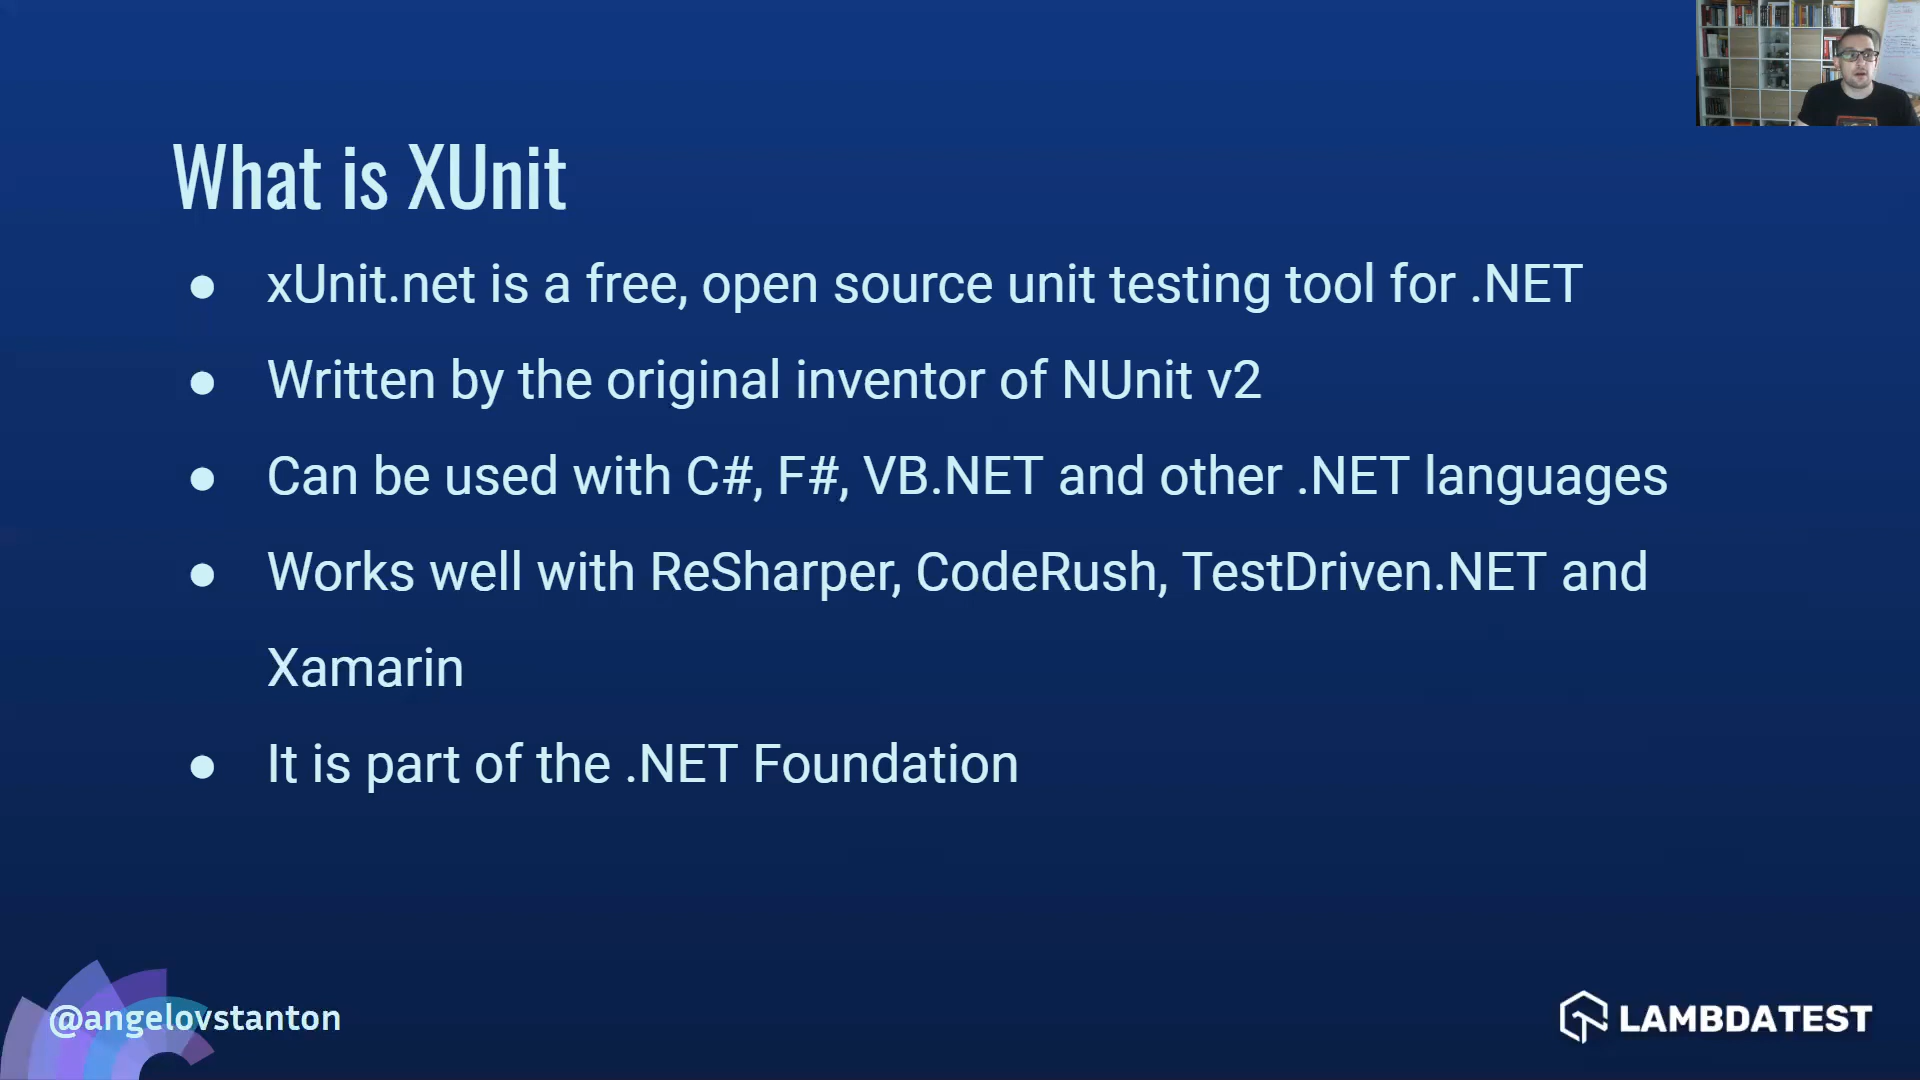 What is XUnit
● xUnit.net is a free, open source unit testing tool for .NET
● Written by the original inventor of NUnit v2
● Can be used with C#, F#, VB.NET and other .NET languages
● Works well with ReSharper, CodeRush, TestDriven.NET and
Xamarin
● It is part of the .NET Foundation
@angelovstanton
LAMBDATEST